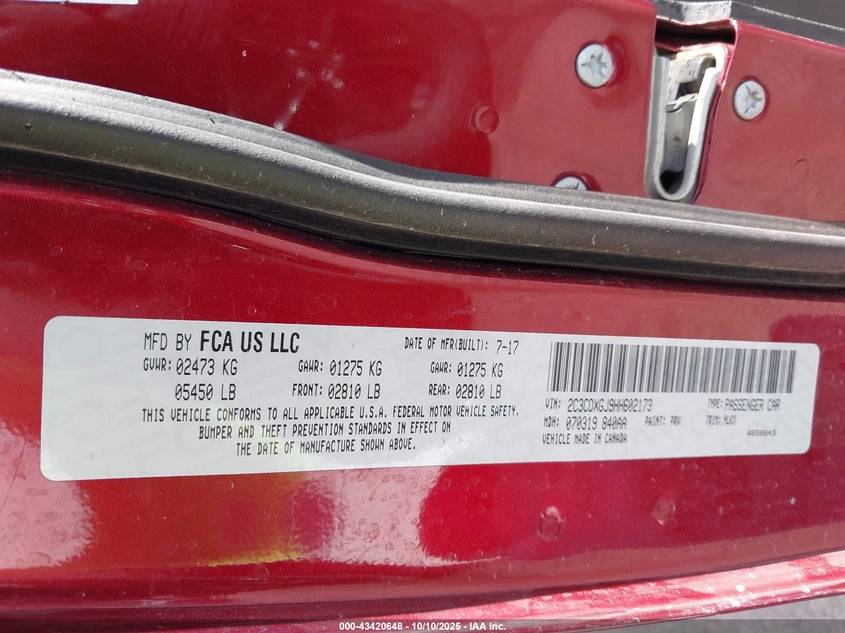 MFD BY FCA US LLC
DATE OF MFR(BUILT): 7-17
GVWR: 02473 KG GAWR: 01275 KG GAWR: 01275 KG
05450 LB FRONT: 02810 LB REAR: 02810 LB
THIS VEHICLE CONFORMS TO ALL APPLICABLE U.S.A. FEDERAL MOTOR VEHICLE SAFETY,
BUMPER AND THEFT PREVENTION STANDARDS IN EFFECT ON
THE DATE OF MANUFACTURE SHOWN ABOVE.
VIN: 2C3CDXGJ9HH602173 TYPE: PASSENGER CAR
MDH: 070319 840AA PAINT: PRV TRIM: MLX9
VEHICLE MADE IN CANADA 4658643
000-43420648 - 10/10/2025 - IAA Inc.